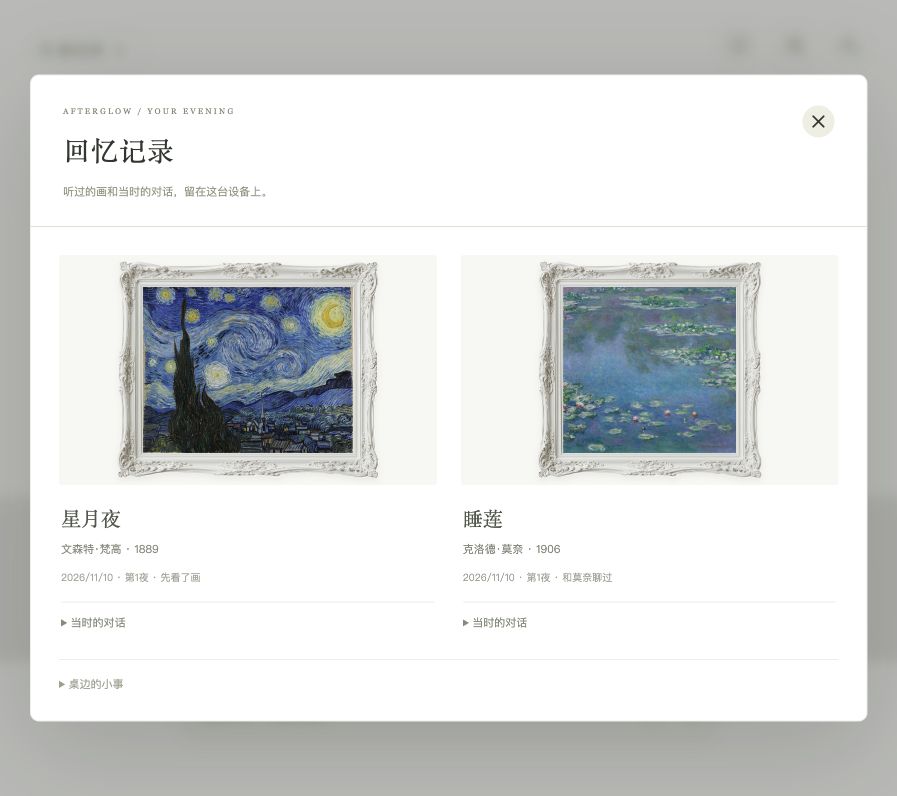 AFTERGLOW / YOUR EVENING
回忆记录
听过的画和当时的对话，留在这台设备上。
星月夜
文森特·梵高 · 1889
2026/11/10 · 第1夜 · 先看了画
▶ 当时的对话
睡莲
克洛德·莫奈 · 1906
2026/11/10 · 第1夜 · 和莫奈聊过
▶ 当时的对话
▶ 桌边的小事